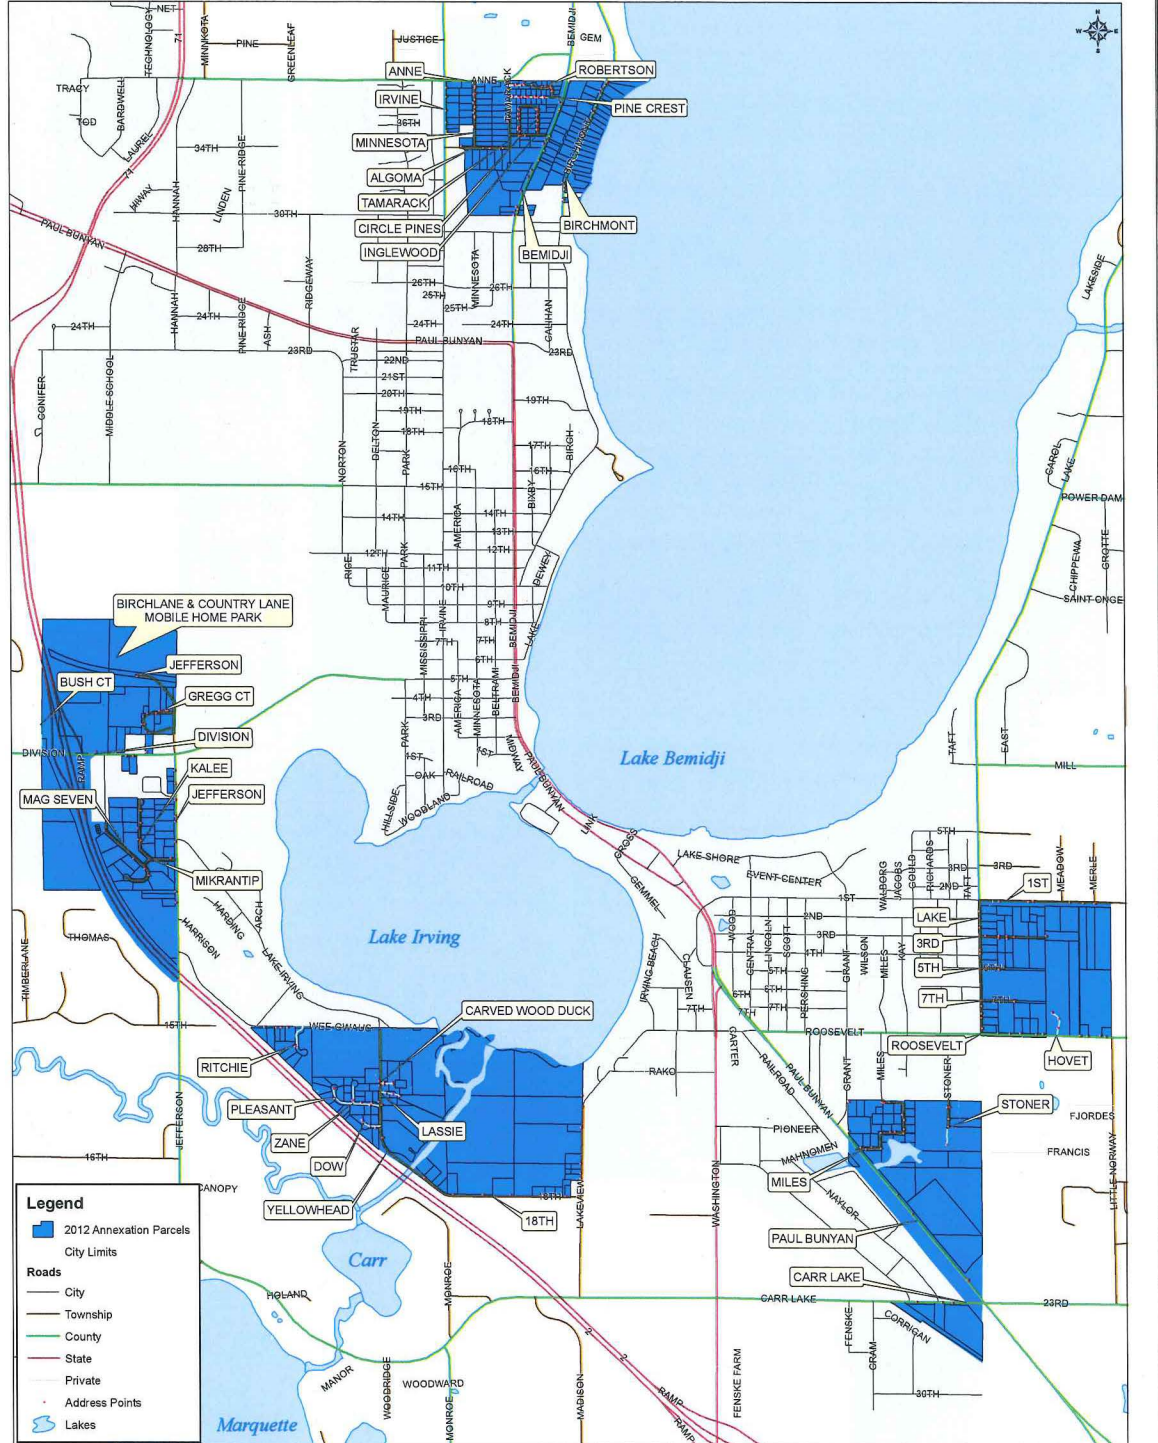 NET
TECHNOLOGY
71
MINNKOTA
PINE
GREENLEAF
JUSTICE
BEMIDJI
GEM
N
W
E
S
ANNE
ANNE
ROBERTSON
TRACY
BARDWELL
TOD
IRVINE
PINE CREST
36TH
MINNESOTA
LAUREL
34TH
PINE RIDGE
ALGOMA
71
HIWAY
HANNAH
LINDEN
30TH
TAMARACK
CIRCLE PINES
INGLEWOOD
BIRCHMONT
BEMIDJI
PAUL BUNYAN
28TH
RIDGEWAY
MINNESOTA
26TH
26TH
25TH
25TH
LAKESIDE
HANNAH
24TH
24TH
PINE RIDGE
ASH
TRUSTAR
24TH
24TH
CALIHAN
23RD
PAUL BUNYAN
23RD
22ND
21ST
20TH
CONIFER
MIDDLE SCHOOL
19TH
19TH
18TH
18TH
NORTON
DELTON
PARK
17TH
BIRCH
16TH
16TH
15TH
BIXBY
CAROL
LAKE
POWER DAM
14TH
14TH
AMERICA
13TH
12TH
12TH
PARK
RICE
MAURICE
11TH
10TH
DEWEY
CHIPPEWA
GROTTE
SAINT ONGE
9TH
8TH
IRVINE
MISSISSIPPI
7TH
7TH
BEMIDJI
LAKE
6TH
5TH
BELTRAMI
BEMIDJI
4TH
3RD
AMERICA
MINNESOTA
PARK
1ST
1ST
MIDWAY
BIRCHLANE & COUNTRY LANE
MOBILE HOME PARK
JEFFERSON
BUSH CT
GREGG CT
DIVISION
DIVISION
RAMP
KALEE
MAG SEVEN
JEFFERSON
MIKRANTIP
OAK
RAILROAD
HILLSIDE
WOODLAND
PAUL BUNYAN
Lake Bemidji
TAFT
EAST
MILL
LINK
CROSS
GEMMEL
LAKE SHORE
EVENT CENTER
5TH
WALBORG
JACOBS
GOULD
RICHARDS
3RD
3RD
2ND
TAFT
MEADOW
MERLE
1ST
1ST
LAKE
3RD
5TH
7TH
7TH
ROOSEVELT
HOVET
ARCH
HARDING
HARRISON
THOMAS
TIMBERLANE
LAKE IRVING
Lake Irving
IRVING BEACH
CLAUSEN
7TH
WOOD
CENTRAL
LINCOLN
SCOTT
2ND
3RD
4TH
5TH
6TH
6TH
7TH
7TH
PERSHING
GRANT
WILSON
MILES
KAY
ROOSEVELT
15TH
WEE GWAUS
CARVED WOOD DUCK
RITCHIE
PLEASANT
ZANE
DOW
LASSIE
YELLOWHEAD
18TH
18TH
LAKEVIEW
RAKO
CARTER
RAILROAD
PAUL BUNYAN
GRANT
MILES
STONER
STONER
FJORDES
FRANCIS
LITTLE NORWAY
PIONEER
MAHNOMEN
MILES
NAYLOR
PAUL BUNYAN
CARR LAKE
CARR LAKE
23RD
WASHINGTON
JEFFERSON
16TH
CANOPY
Carr
MONROE
HOLAND
MANOR
WOODRIDGE
WOODWARD
MONROE
MADISON
2
2
RAMP
RAMP
FENSKE FARM
FENSKE
GRAM
CORRIGAN
30TH
Marquette
Legend
2012 Annexation Parcels
City Limits
Roads
City
Township
County
State
Private
Address Points
Lakes